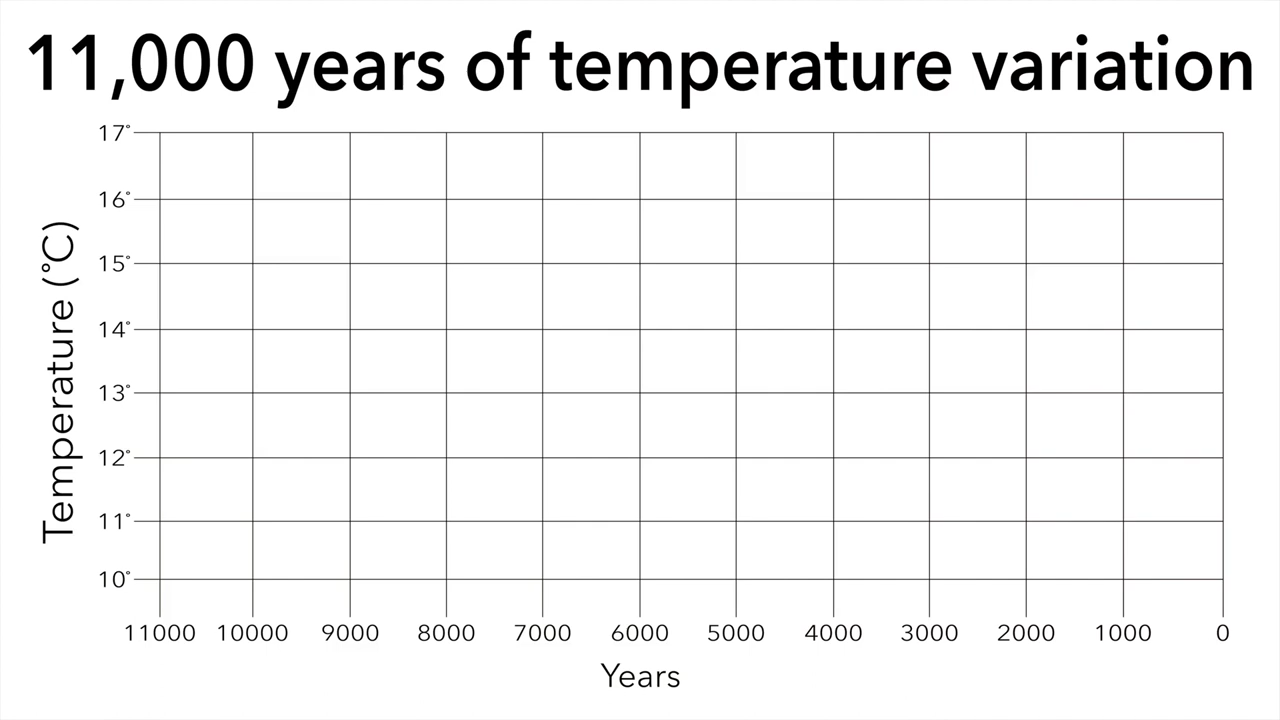 11,000 years of temperature variation
17°
16°
15°
14°
13°
12°
11°
10°
Temperature (°C)
11000 10000 9000 8000 7000 6000 5000 4000 3000 2000 1000 0
Years